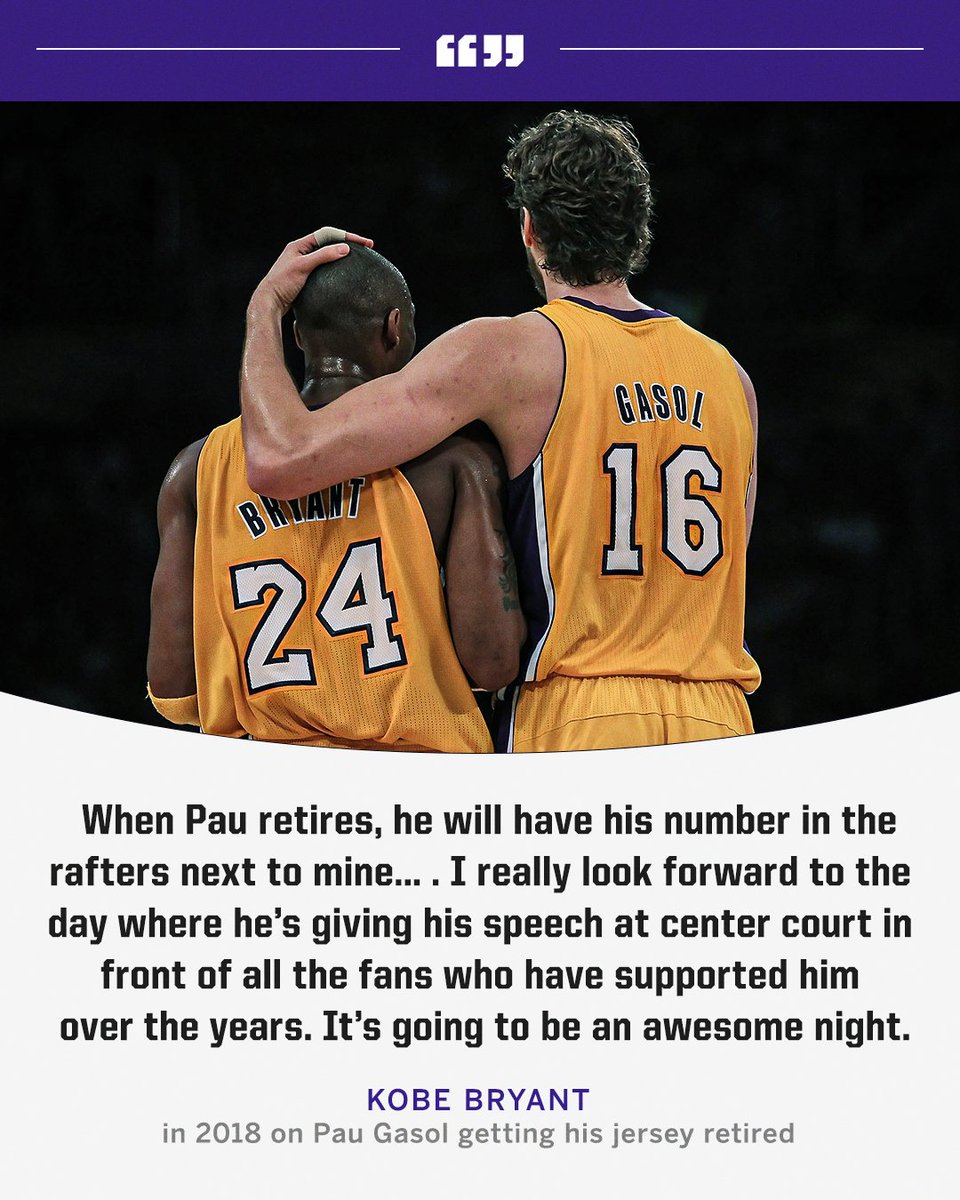 ““””
BRYANT
24
GASOL
16
When Pau retires, he will have his number in the
rafters next to mine... . I really look forward to the
day where he’s giving his speech at center court in
front of all the fans who have supported him
over the years. It’s going to be an awesome night.
KOBE BRYANT
in 2018 on Pau Gasol getting his jersey retired